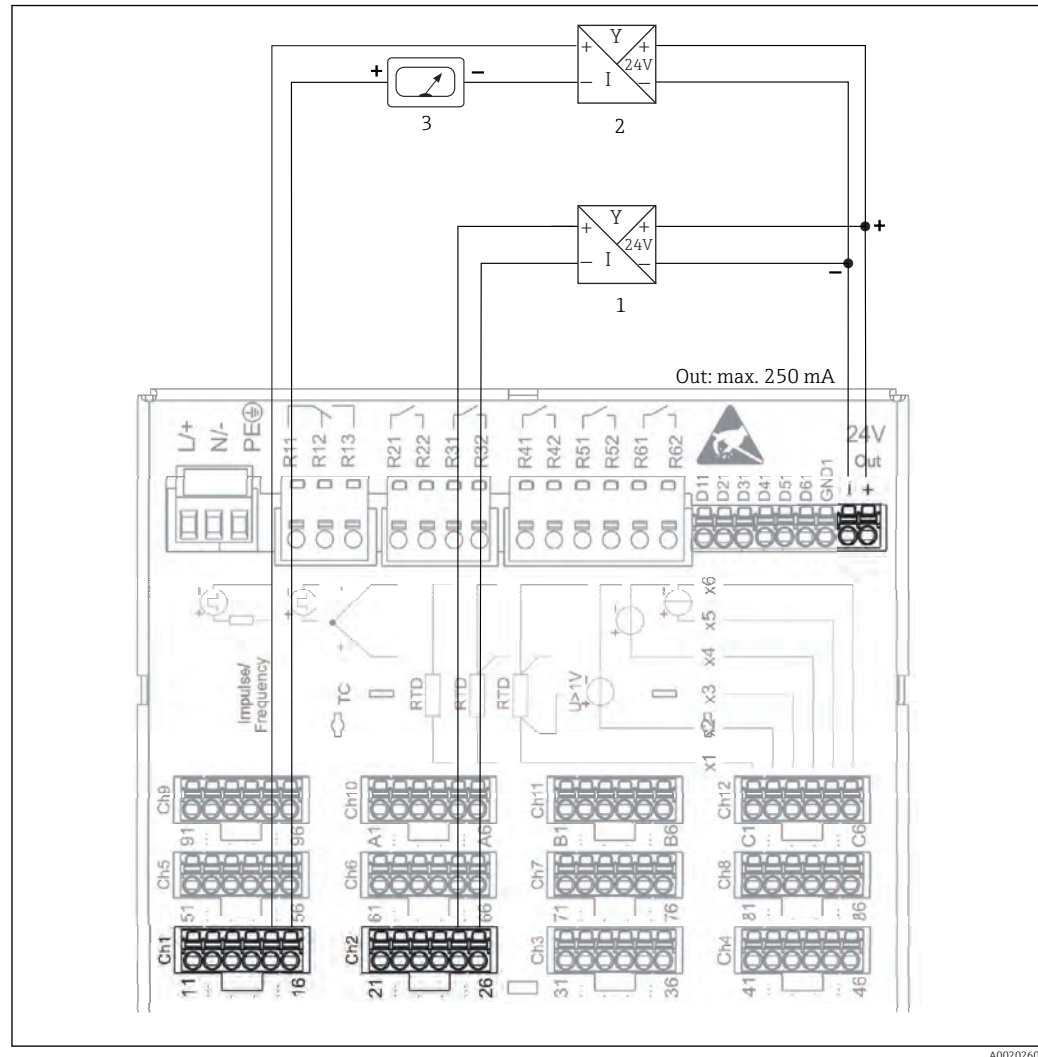 Y
+ +
24V
− I −
+ −
3
2
Y
+ +
24V
− I −
1
+
−
Out: max. 250 mA
L/+
N/-
PE
R11
R12
R13
R21
R22
R31
R32
R41
R42
R51
R52
R61
R62
D11
D21
D31
D41
D51
D61
GND1
24V
Out
− +
Impulse/
Frequency
TC
RTD
RTD
RTD
U>1V
x6
x5
x4
x3
x2
x1
Ch9
91 ... ... 96
Ch10
A1 ... ... A6
Ch11
B1 ... ... B6
Ch12
C1 ... ... C6
Ch5
51 ... ... 56
Ch6
61 ... ... 66
Ch7
71 ... ... 76
Ch8
81 ... ... 86
Ch1
11 ... ... 16
Ch2
21 ... ... 26
Ch3
31 ... ... 36
Ch4
41 ... ... 46
A0020260